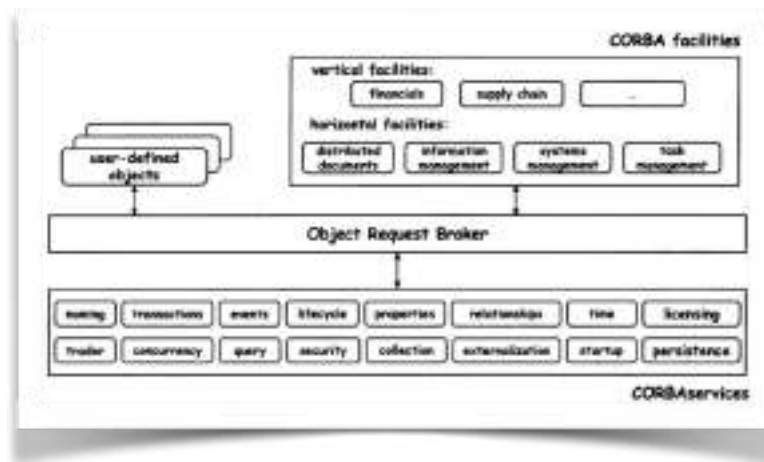 CORBA facilities
vertical facilities:
financials
supply chain
...
horizontal facilities:
distributed
documents
information
management
systems
management
task
management
user-defined
objects
Object Request Broker
naming
transactions
events
lifecycle
properties
relationships
time
licensing
trader
concurrency
query
security
collection
externalization
startup
persistence
CORBAservices